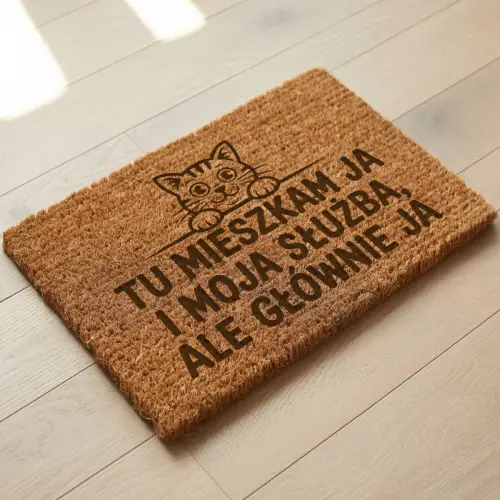 TU MIESZKAM JA
I MOJA SŁUŻBA,
ALE GŁÓWNIE JA